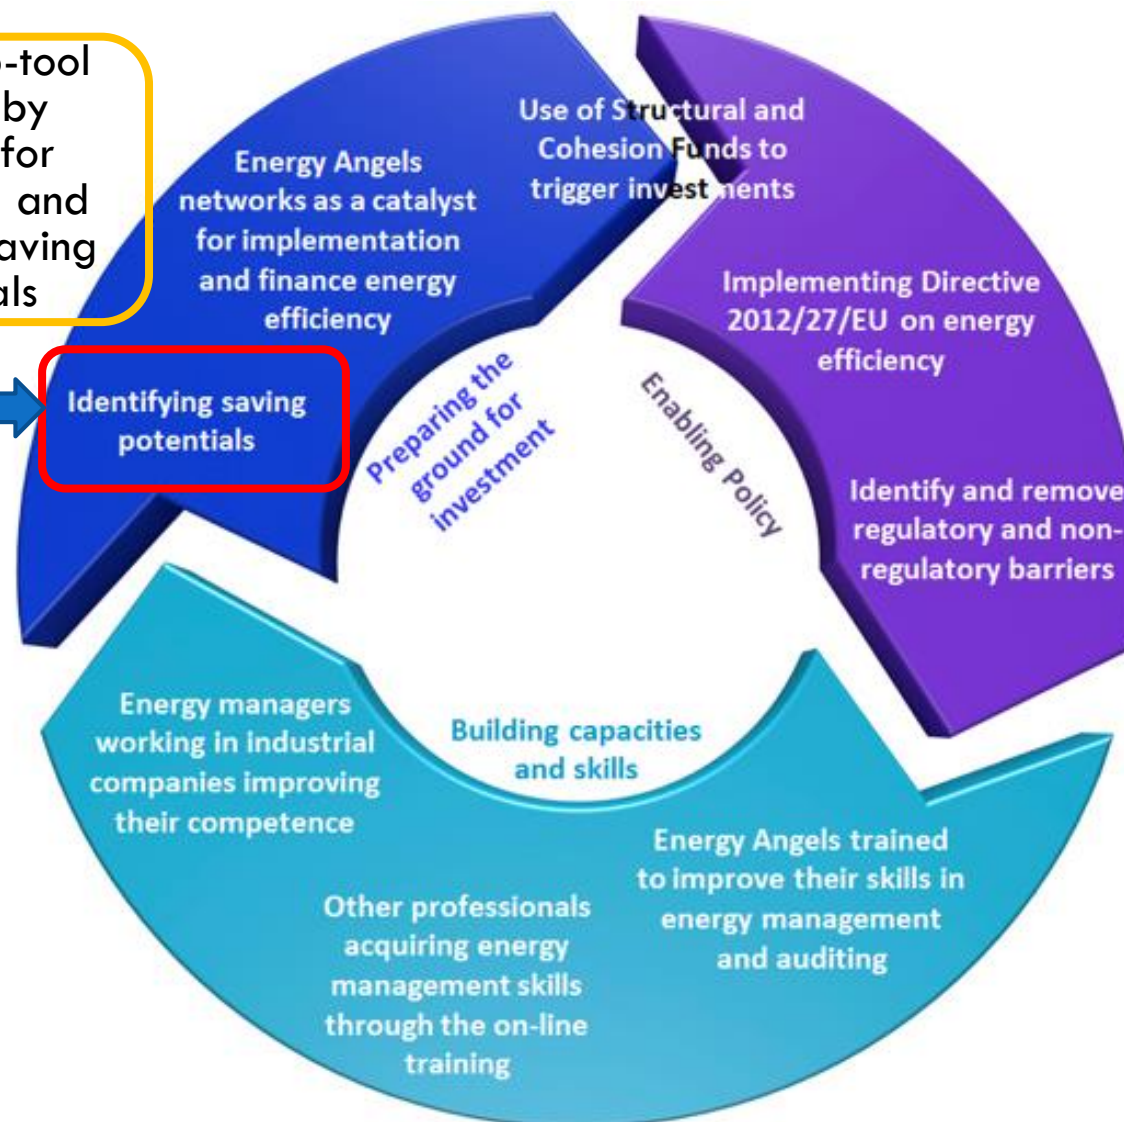 -tool
by
for
and
aving
als
Energy Angels
networks as a catalyst
for implementation
and finance energy
efficiency
Use of Structural and
Cohesion Funds to
trigger investments
Identifying saving
potentials
Preparing the
ground for
investment
Enabling Policy
Implementing Directive
2012/27/EU on energy
efficiency
Identify and remove
regulatory and non-
regulatory barriers
Energy managers
working in industrial
companies improving
their competence
Building capacities
and skills
Other professionals
acquiring energy
management skills
through the on-line
training
Energy Angels trained
to improve their skills in
energy management
and auditing